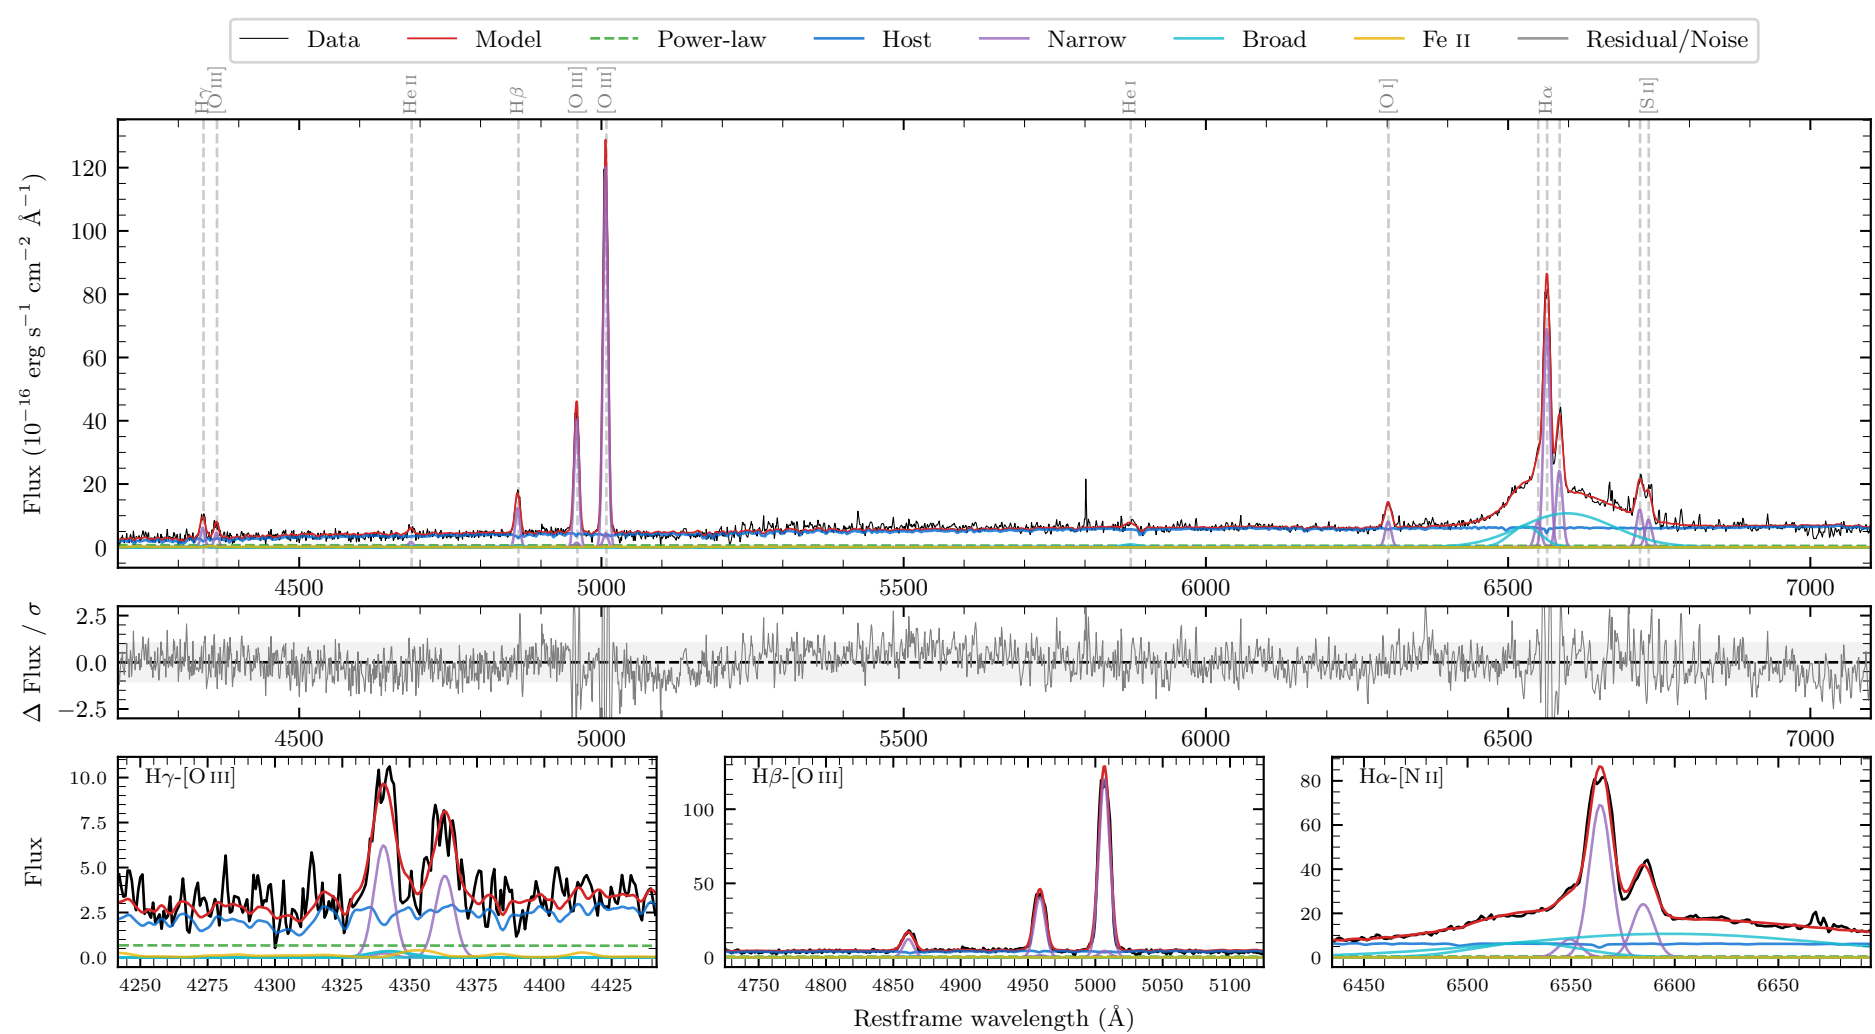 Data Model Power-law Host Narrow Broad Fe II Residual/Noise
Hγ [O III] He II Hβ [O III] [O III] He I [O I] Hα [S II]
Flux (10⁻¹⁶ erg s⁻¹ cm⁻² Å⁻¹)
120
100
80
60
40
20
0
4500 5000 5500 6000 6500 7000
Δ Flux / σ
2.5
0.0
−2.5
4500 5000 5500 6000 6500 7000
Flux
Hγ-[O III]
10.0
7.5
5.0
2.5
0.0
4250 4275 4300 4325 4350 4375 4400 4425
Hβ-[O III]
100
50
0
4750 4800 4850 4900 4950 5000 5050 5100
Hα-[N II]
80
60
40
20
0
6450 6500 6550 6600 6650
Restframe wavelength (Å)